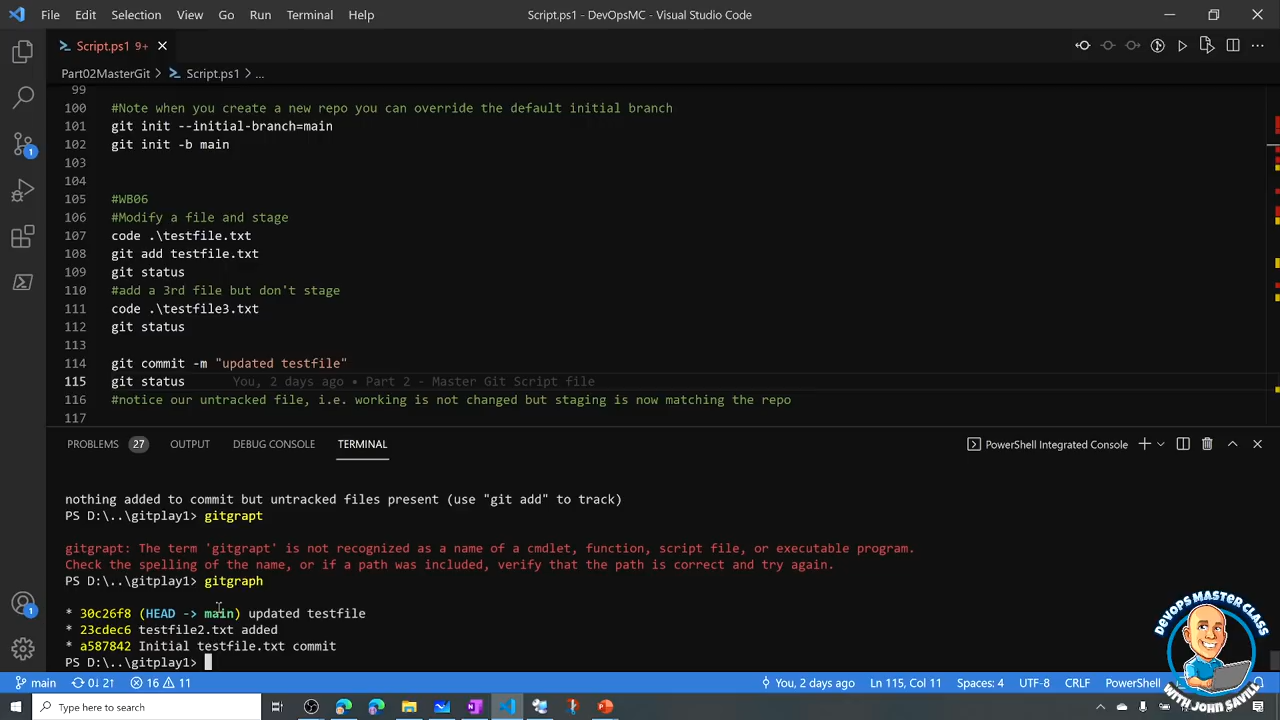 File Edit Selection View Go Run Terminal Help
Script.ps1 - DevOpsMC - Visual Studio Code
Script.ps1 9+
Part02MasterGit > Script.ps1 > ...
99
100 #Note when you create a new repo you can override the default initial branch
101 git init --initial-branch=main
102 git init -b main
103
104
105 #WB06
106 #Modify a file and stage
107 code .\testfile.txt
108 git add testfile.txt
109 git status
110 #add a 3rd file but don't stage
111 code .\testfile3.txt
112 git status
113
114 git commit -m "updated testfile"
115 git status You, 2 days ago • Part 2 - Master Git Script file
116 #notice our untracked file, i.e. working is not changed but staging is now matching the repo
117
1
PROBLEMS 27 OUTPUT DEBUG CONSOLE TERMINAL
PowerShell Integrated Console
nothing added to commit but untracked files present (use "git add" to track)
PS D:\..\gitplay1> gitgrapt
gitgrapt: The term 'gitgrapt' is not recognized as a name of a cmdlet, function, script file, or executable program.
Check the spelling of the name, or if a path was included, verify that the path is correct and try again.
PS D:\..\gitplay1> gitgraph
* 30c26f8 (HEAD -> main) updated testfile
* 23cdec6 testfile2.txt added
* a587842 Initial testfile.txt commit
PS D:\..\gitplay1>
1
DEVOPS MASTER CLASS
WITH JOHN SAVILL
main 0↓ 2↑ 16 11
You, 2 days ago Ln 115, Col 11 Spaces: 4 UTF-8 CRLF PowerShell
Type here to search